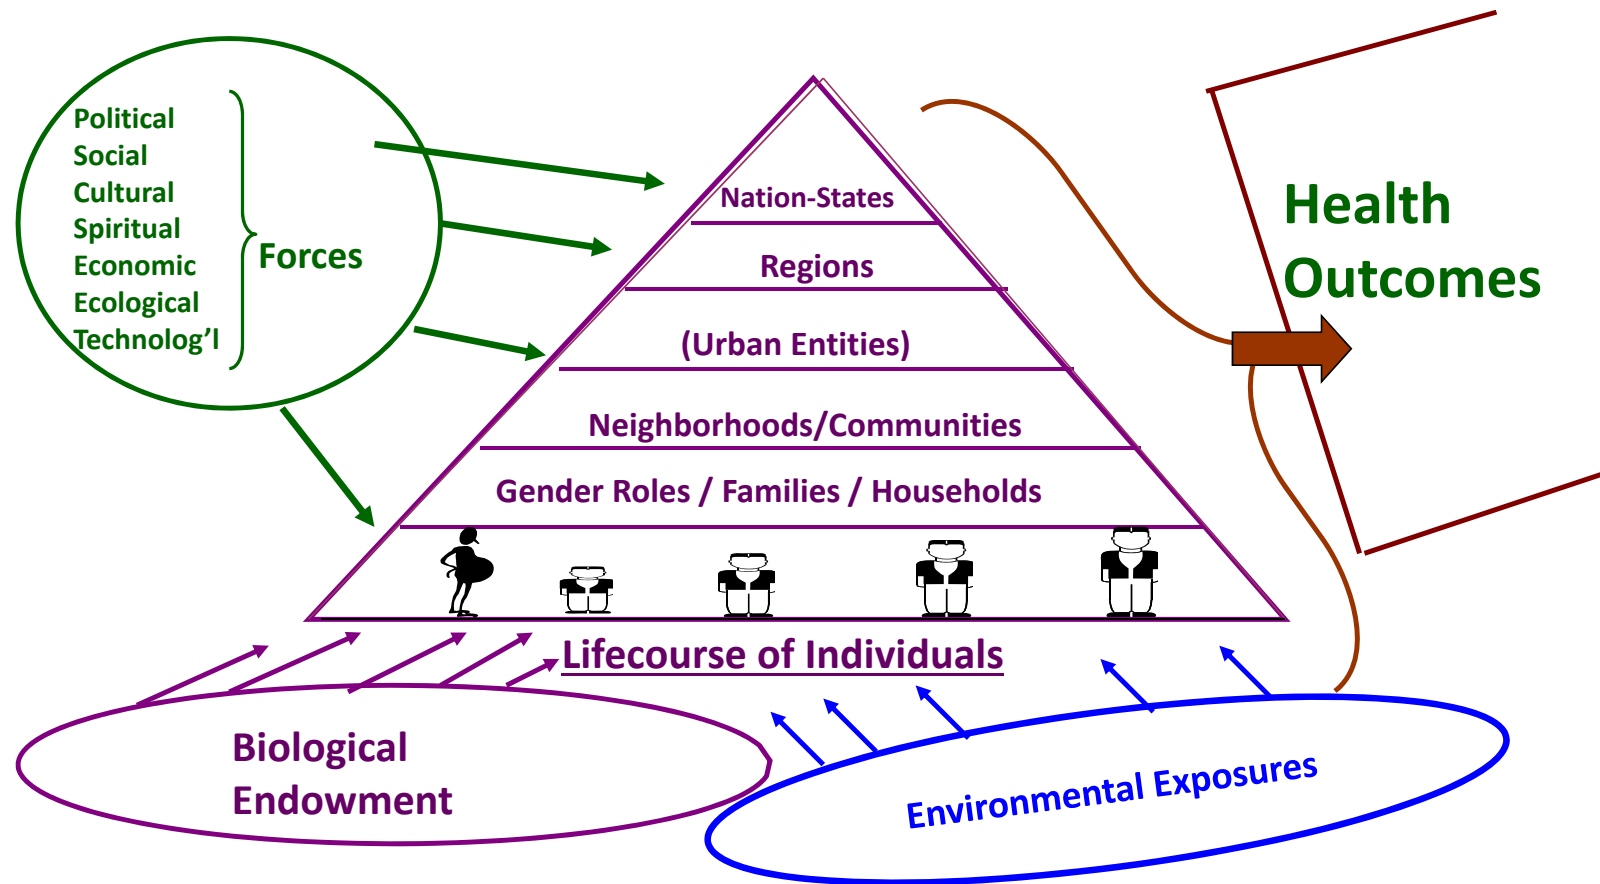 Political
Social
Cultural
Spiritual
Economic
Ecological
Technolog’l
Forces
Nation-States
Regions
(Urban Entities)
Neighborhoods/Communities
Gender Roles / Families / Households
Lifecourse of Individuals
Biological
Endowment
Environmental Exposures
Health
Outcomes